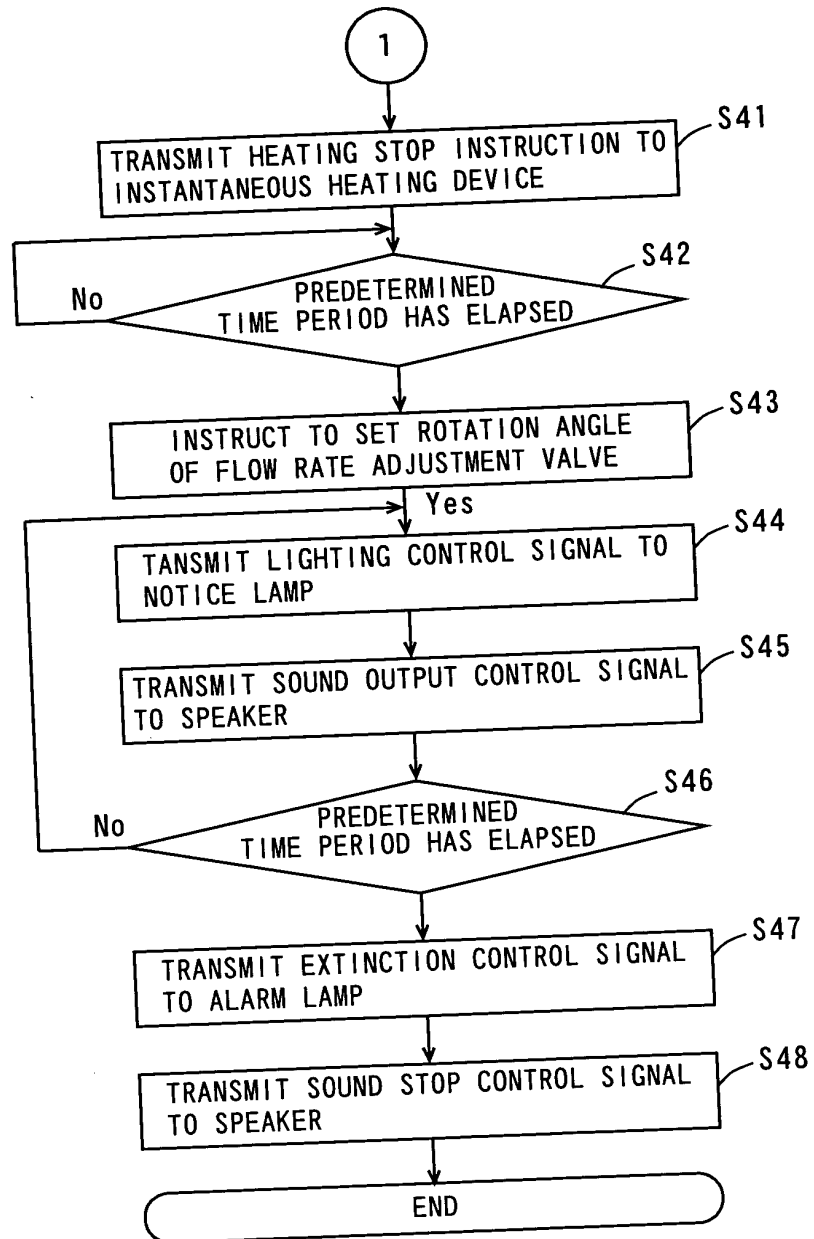 1
S41
TRANSMIT HEATING STOP INSTRUCTION TO
INSTANTANEOUS HEATING DEVICE
S42
No
PREDETERMINED
TIME PERIOD HAS ELAPSED
S43
INSTRUCT TO SET ROTATION ANGLE
OF FLOW RATE ADJUSTMENT VALVE
Yes
S44
TANSMIT LIGHTING CONTROL SIGNAL TO
NOTICE LAMP
S45
TRANSMIT SOUND OUTPUT CONTROL SIGNAL
TO SPEAKER
S46
No
PREDETERMINED
TIME PERIOD HAS ELAPSED
S47
TRANSMIT EXTINCTION CONTROL SIGNAL
TO ALARM LAMP
S48
TRANSMIT SOUND STOP CONTROL SIGNAL
TO SPEAKER
END